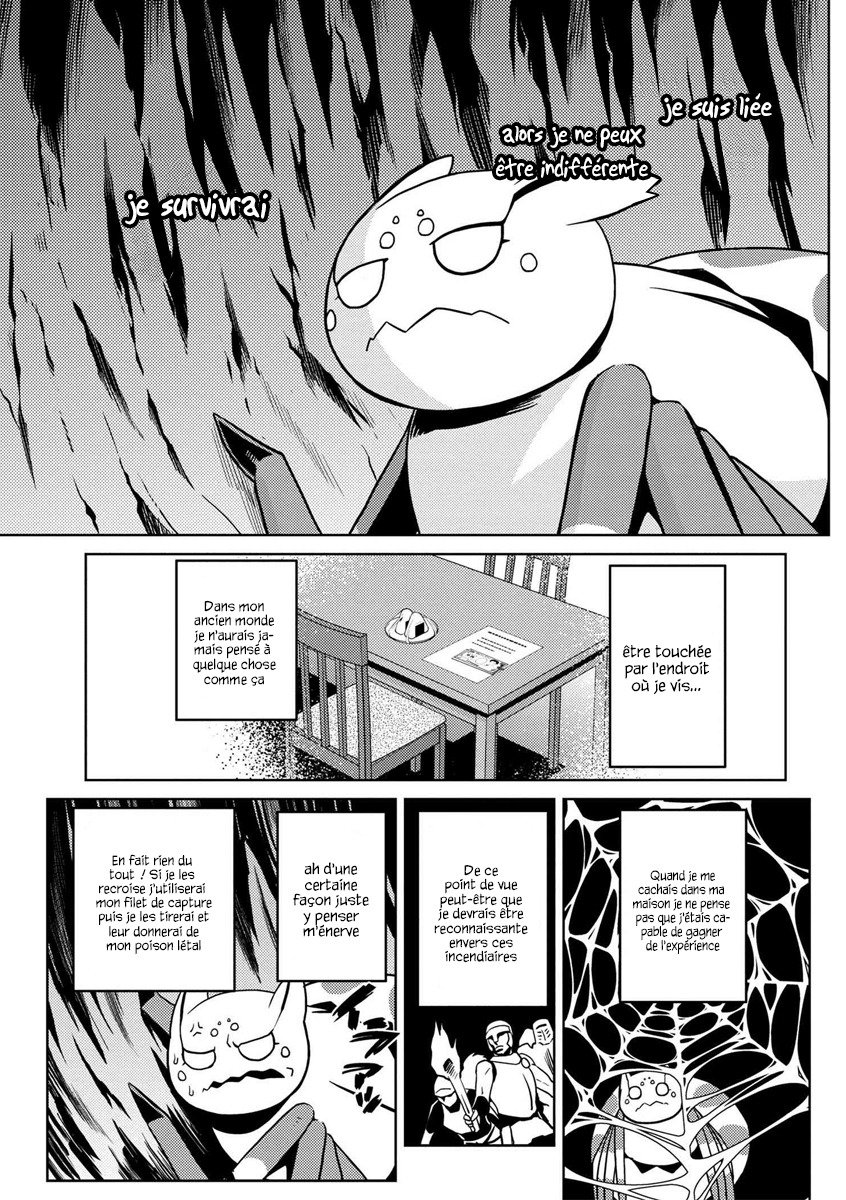 je suis liée
alors je ne peux
être indifférente
je survivrai
être touchée
par l'endroit
où je vis...
Dans mon
ancien monde
je n'aurais ja-
mais pensé à
quelque chose
comme ça
Quand je me
cachais dans ma
maison je ne pense
pas que j'étais ca-
pable de gagner
de l'expérience
De ce
point de vue
peut-être que
je devrais être
reconnaissante
envers ces
incendiaires
ah d'une
certaine
façon juste
y penser
m'énerve
En fait rien du
tout ! Si je les
recroise j'utiliserai
mon filet de capture
puis je les tirerai et
leur donnerai de
mon poison létal